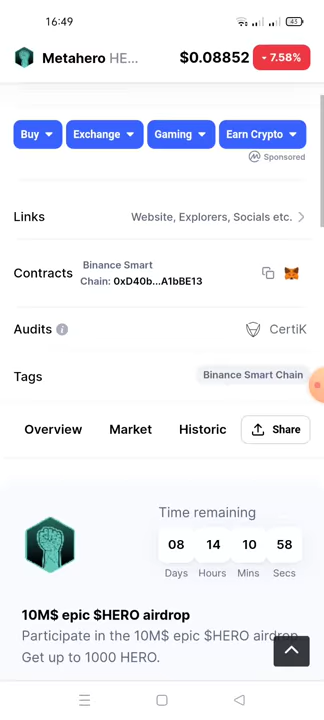 16:49
43
Metahero HE... $0.08852 7.58%
Buy Exchange Gaming Earn Crypto
Sponsored
Links Website, Explorers, Socials etc.
Contracts Binance Smart
Chain: 0xD40b...A1bBE13
Audits CertiK
Tags Binance Smart Chain
Overview Market Historic Share
Time remaining
08 14 10 58
Days Hours Mins Secs
10M$ epic $HERO airdrop
Participate in the 10M$ epic $HERO airdrop.
Get up to 1000 HERO.